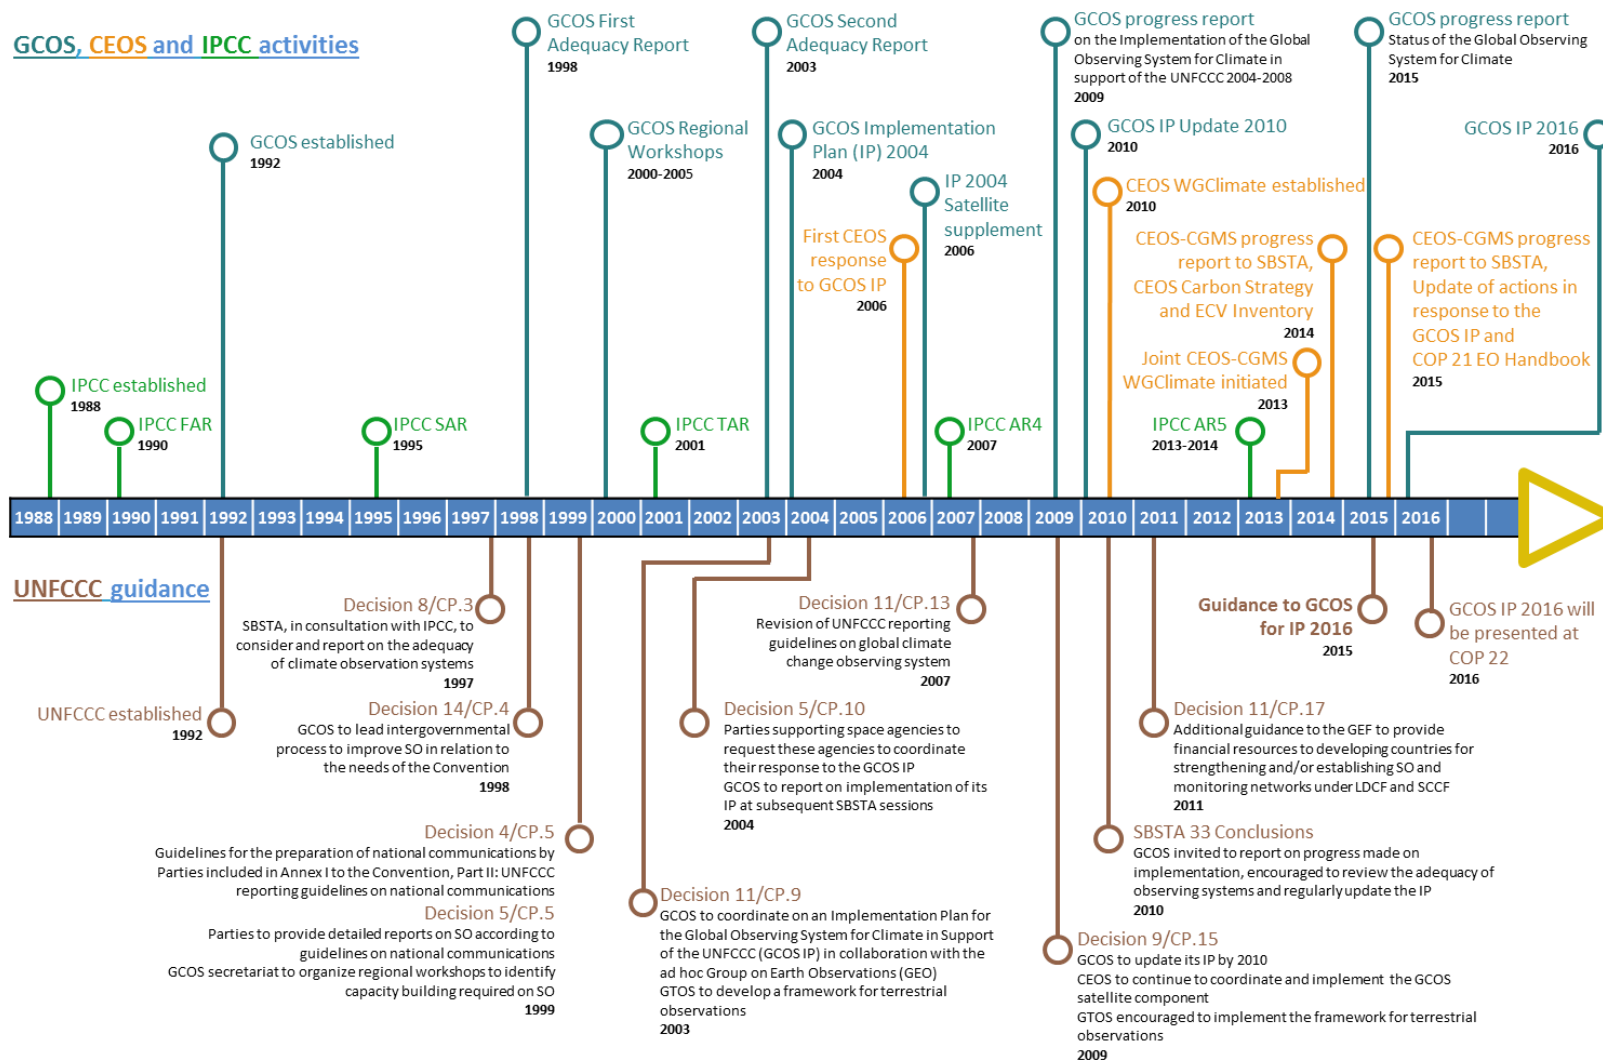 GCOS, CEOS and IPCC activities
GCOS First
Adequacy Report
1998
GCOS Second
Adequacy Report
2003
GCOS progress report
on the Implementation of the Global
Observing System for Climate in
support of the UNFCCC 2004-2008
2009
GCOS progress report
Status of the Global Observing
System for Climate
2015
GCOS established
1992
GCOS Regional
Workshops
2000-2005
GCOS Implementation
Plan (IP) 2004
2004
GCOS IP Update 2010
2010
GCOS IP 2016
2016
IP 2004
Satellite
supplement
2006
CEOS WGClimate established
2010
First CEOS
response
to GCOS IP
2006
CEOS-CGMS progress
report to SBSTA,
CEOS Carbon Strategy
and ECV Inventory
2014
CEOS-CGMS progress
report to SBSTA,
Update of actions in
response to the
GCOS IP and
COP 21 EO Handbook
2015
Joint CEOS-CGMS
WGClimate initiated
2013
IPCC established
1988
IPCC FAR
1990
IPCC SAR
1995
IPCC TAR
2001
IPCC AR4
2007
IPCC AR5
2013-2014
1988 1989 1990 1991 1992 1993 1994 1995 1996 1997 1998 1999 2000 2001 2002 2003 2004 2005 2006 2007 2008 2009 2010 2011 2012 2013 2014 2015 2016
UNFCCC guidance
Decision 8/CP.3
SBSTA, in consultation with IPCC, to
consider and report on the adequacy
of climate observation systems
1997
Decision 11/CP.13
Revision of UNFCCC reporting
guidelines on global climate
change observing system
2007
Guidance to GCOS
for IP 2016
2015
GCOS IP 2016 will
be presented at
COP 22
2016
UNFCCC established
1992
Decision 14/CP.4
GCOS to lead intergovernmental
process to improve SO in relation to
the needs of the Convention
1998
Decision 5/CP.10
Parties supporting space agencies to
request these agencies to coordinate
their response to the GCOS IP
GCOS to report on implementation of its
IP at subsequent SBSTA sessions
2004
Decision 11/CP.17
Additional guidance to the GEF to provide
financial resources to developing countries for
strengthening and/or establishing SO and
monitoring networks under LDCF and SCCF
2011
Decision 4/CP.5
Guidelines for the preparation of national communications by
Parties included in Annex I to the Convention, Part II: UNFCCC
reporting guidelines on national communications
Decision 5/CP.5
Parties to provide detailed reports on SO according to
guidelines on national communications
GCOS secretariat to organize regional workshops to identify
capacity building required on SO
1999
Decision 11/CP.9
GCOS to coordinate on an Implementation Plan for
the Global Observing System for Climate in Support
of the UNFCCC (GCOS IP) in collaboration with the
ad hoc Group on Earth Observations (GEO)
GTOS to develop a framework for terrestrial
observations
2003
SBSTA 33 Conclusions
GCOS invited to report on progress made on
implementation, encouraged to review the adequacy of
observing systems and regularly update the IP
2010
Decision 9/CP.15
GCOS to update its IP by 2010
CEOS to continue to coordinate and implement the GCOS
satellite component
GTOS encouraged to implement the framework for terrestrial
observations
2009